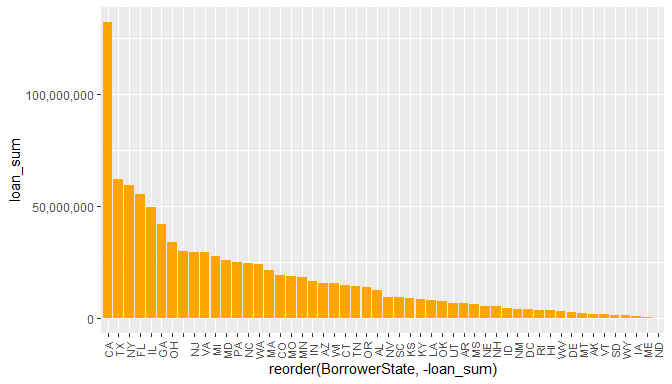 loan_sum
100,000,000
50,000,000
0
CA TX NY FL IL GA OH NJ VA MI MD PA NC WA MA CO MO MN IN AZ WI CT TN OR AL NV SC KS KY LA OK UT AR MS NE NH ID NM DC RI HI WV DE MT AK VT SD WY IA ME ND
reorder(BorrowerState, -loan_sum)